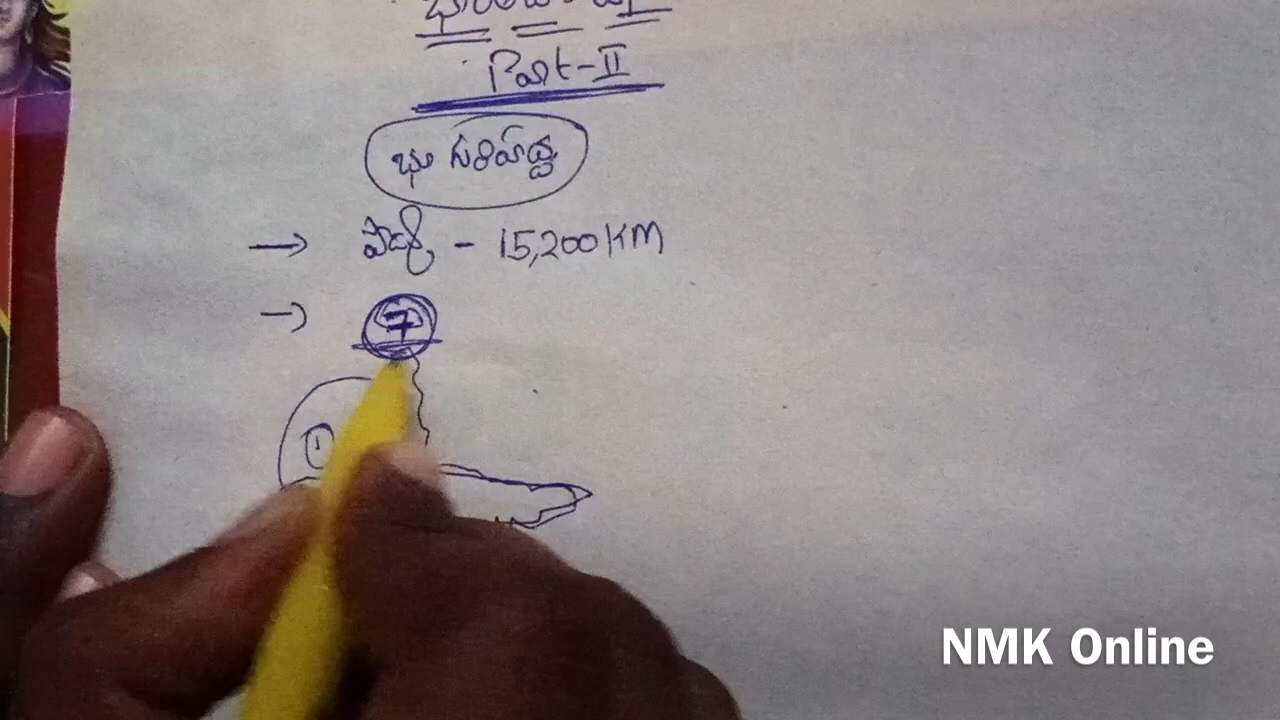 Part-II
భూ సరిహద్దు
→ పొడవు - 15,200 KM
→ 7
1
NMK Online